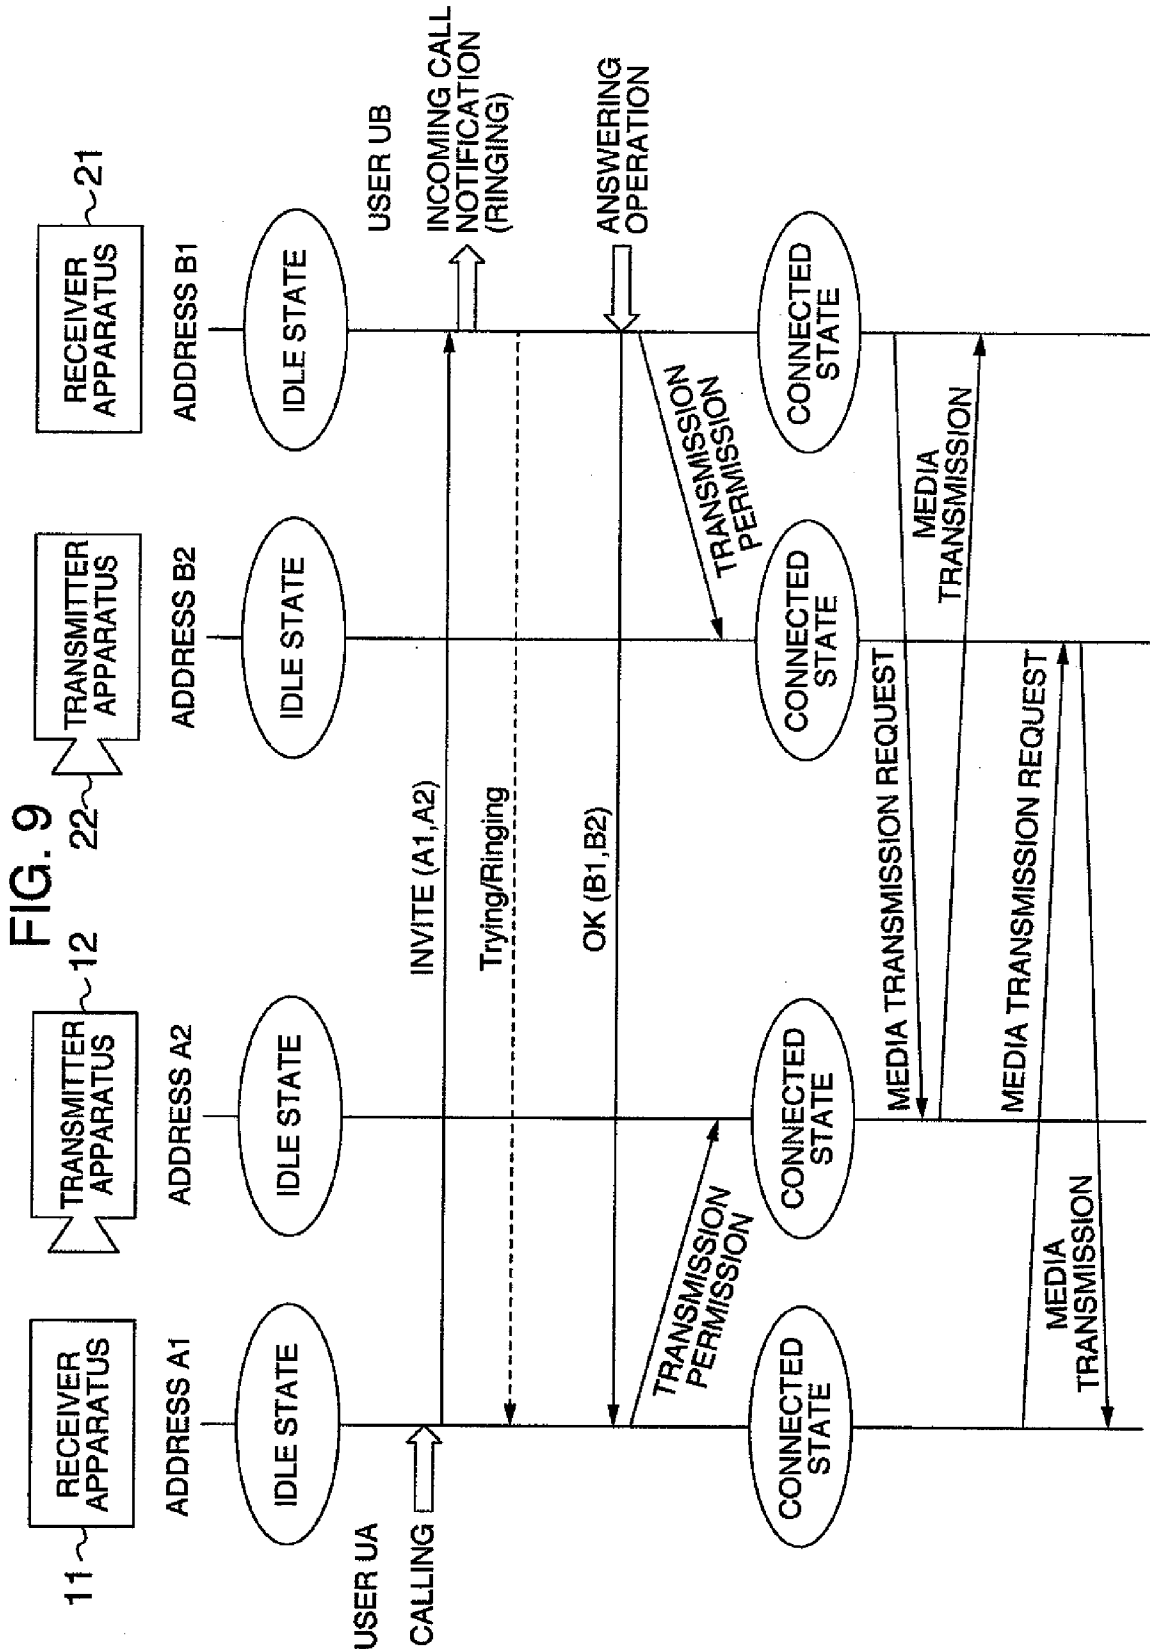 FIG. 9
11
RECEIVER
APPARATUS
ADDRESS A1
TRANSMITTER
APPARATUS
12
ADDRESS A2
22
TRANSMITTER
APPARATUS
ADDRESS B2
RECEIVER
APPARATUS
21
ADDRESS B1
IDLE STATE
IDLE STATE
IDLE STATE
IDLE STATE
USER UA
CALLING
USER UB
INVITE (A1,A2)
INCOMING CALL
NOTIFICATION
(RINGING)
Trying/Ringing
OK (B1,B2)
ANSWERING
OPERATION
TRANSMISSION
PERMISSION
TRANSMISSION
PERMISSION
CONNECTED
STATE
CONNECTED
STATE
CONNECTED
STATE
CONNECTED
STATE
MEDIA TRANSMISSION REQUEST
MEDIA
TRANSMISSION
MEDIA TRANSMISSION REQUEST
MEDIA
TRANSMISSION